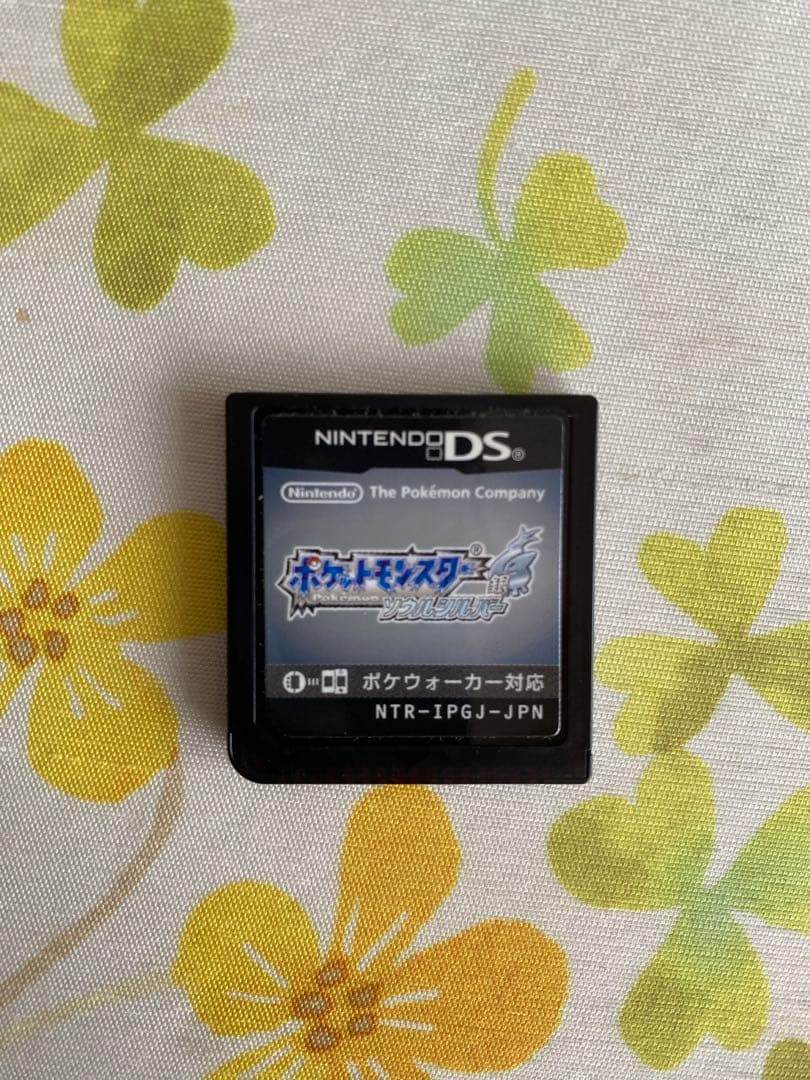 NINTENDO DS®
Nintendo® The Pokémon Company
ポケットモンスター®
Pokémon
銀
ソウルシルバー
ポケウォーカー対応
NTR-IPGJ-JPN